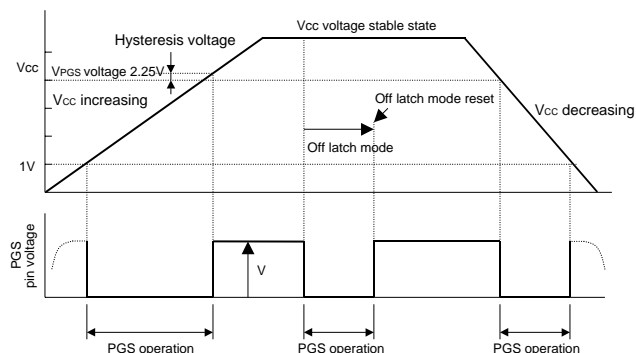 Vcc voltage stable state
Hysteresis voltage
Vcc
VPGS voltage 2.25V
Vcc increasing
Off latch mode reset
Vcc decreasing
Off latch mode
1V
PGS
pin voltage
V
PGS operation
PGS operation
PGS operation